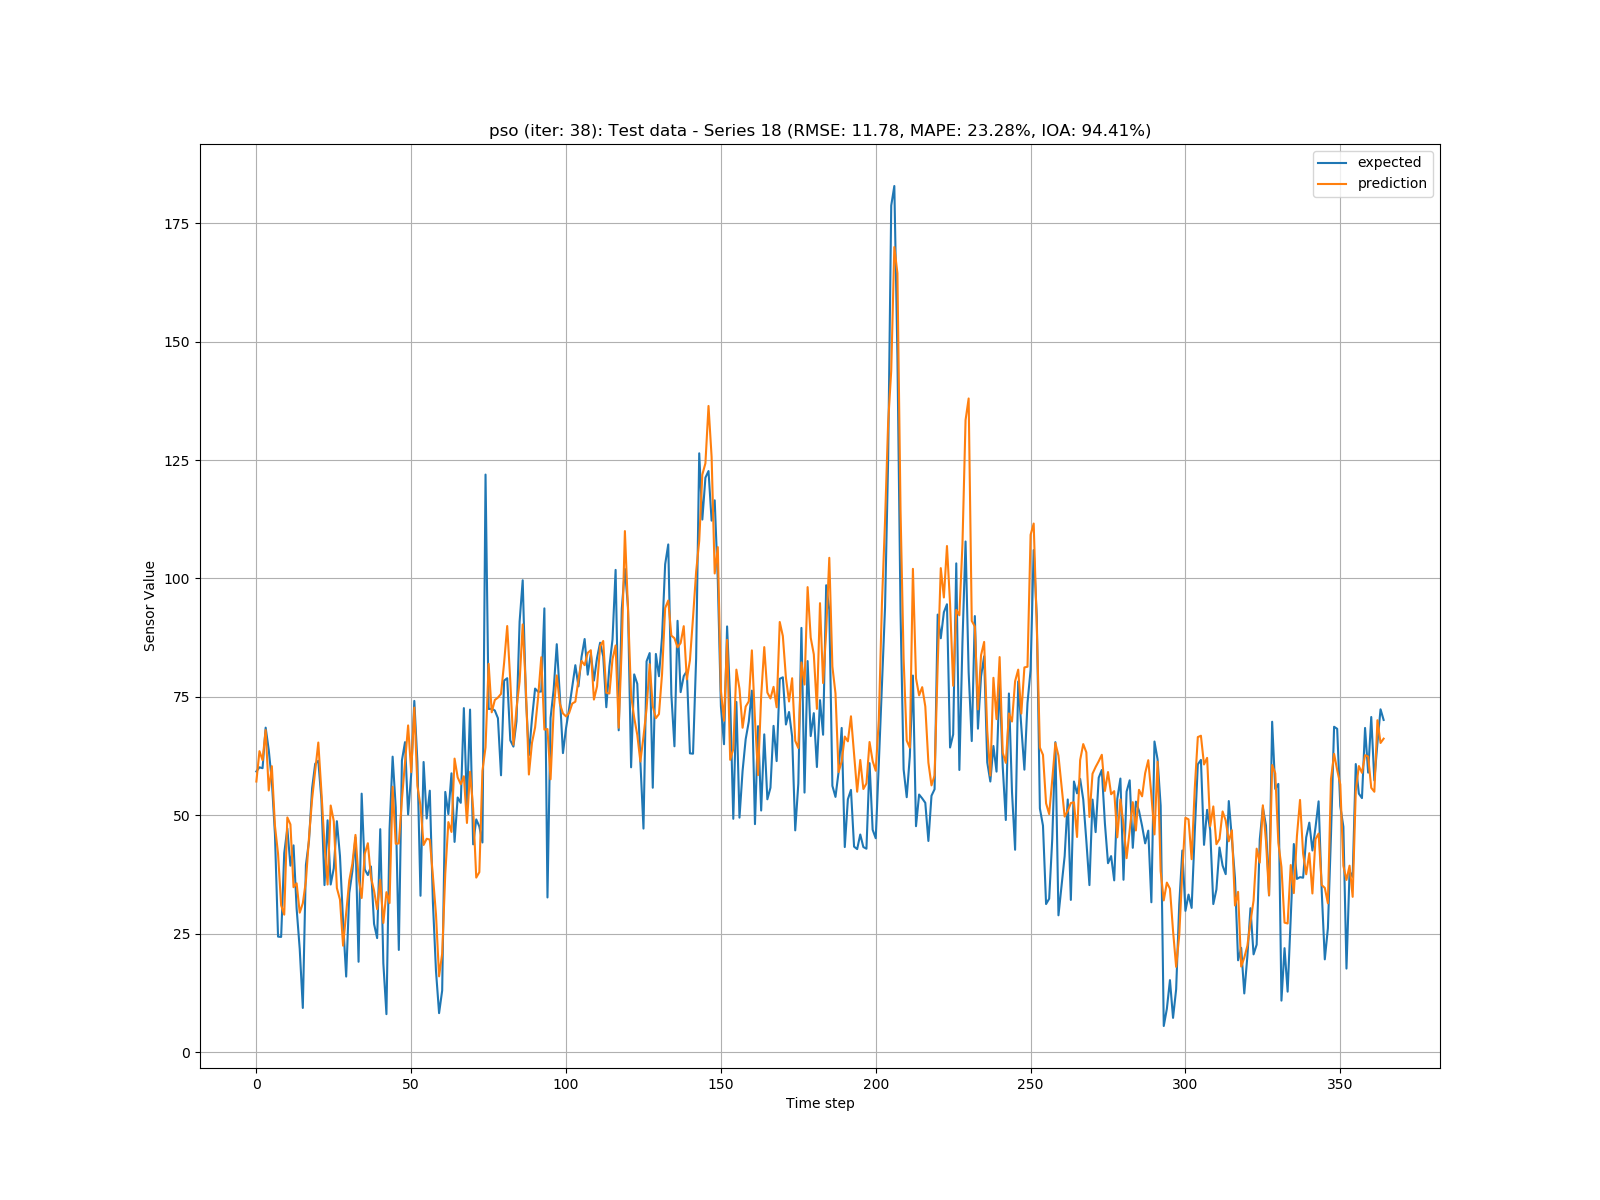 pso (iter: 38): Test data - Series 18 (RMSE: 11.78, MAPE: 23.28%, IOA: 94.41%)
expected
prediction
175
150
125
100
75
50
25
0
Sensor Value
0 50 100 150 200 250 300 350
Time step